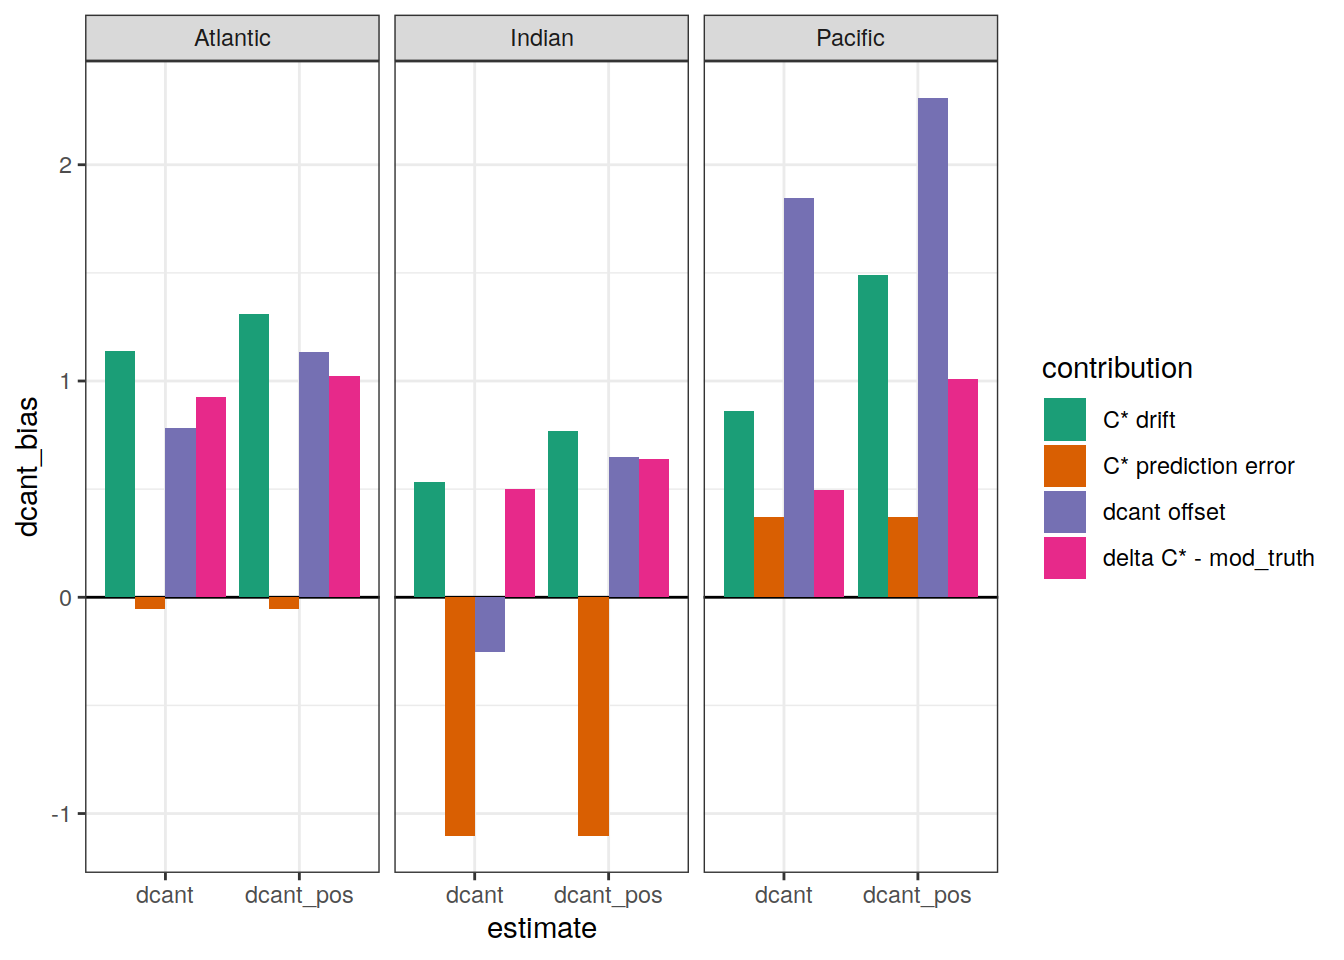 Atlantic
Indian
Pacific
dcant_bias
2
1
0
-1
dcant
dcant_pos
dcant
dcant_pos
dcant
dcant_pos
estimate
contribution
C* drift
C* prediction error
dcant offset
delta C* - mod_truth